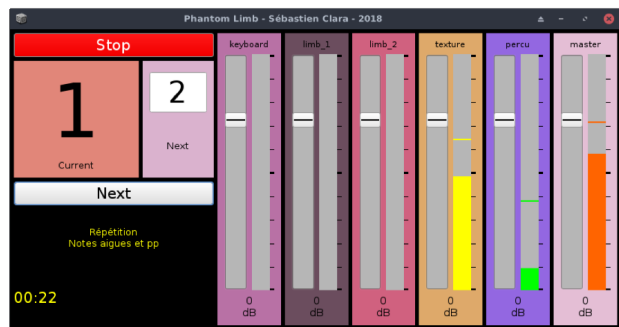 Phantom Limb - Sébastien Clara - 2018
Stop
1
Current
2
Next
Next
Répétition
Notes aigues et pp
00:22
keyboard
0
dB
limb_1
0
dB
limb_2
0
dB
texture
0
dB
percu
0
dB
master
0
dB